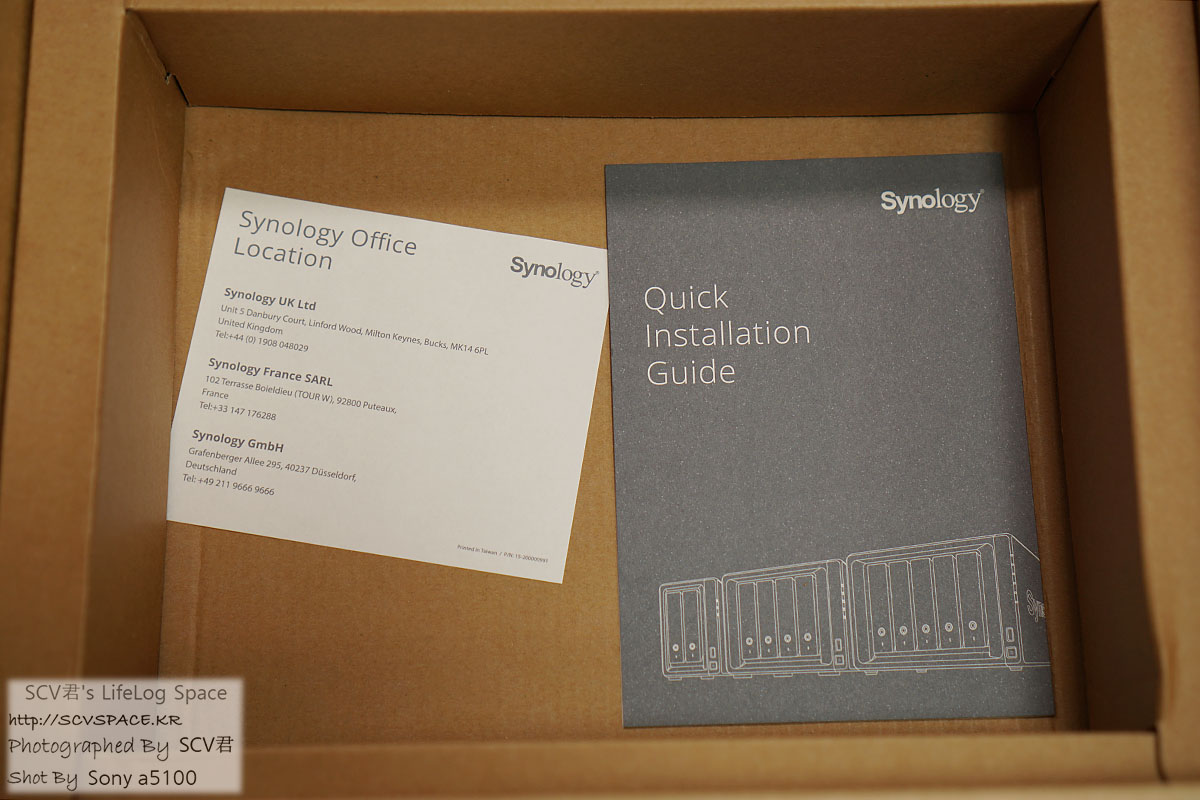 Synology Office
Location
Synology
Synology UK Ltd
Unit 5 Danbury Court, Linford Wood, Milton Keynes, Bucks, MK14 6PL
United Kingdom
Tel:+44 (0) 1908 048029
Synology France SARL
102 Terrasse Boieldieu (TOUR W), 92800 Puteaux,
France
Tel:+33 147 176288
Synology GmbH
Grafenberger Allee 295, 40237 Düsseldorf,
Deutschland
Tel: +49 211 9666 9666
Printed in Taiwan / P/N:
Synology®
Quick
Installation
Guide
SCV君's LifeLog Space
http://SCVSPACE.KR
Photographed By SCV君
Shot By Sony a5100